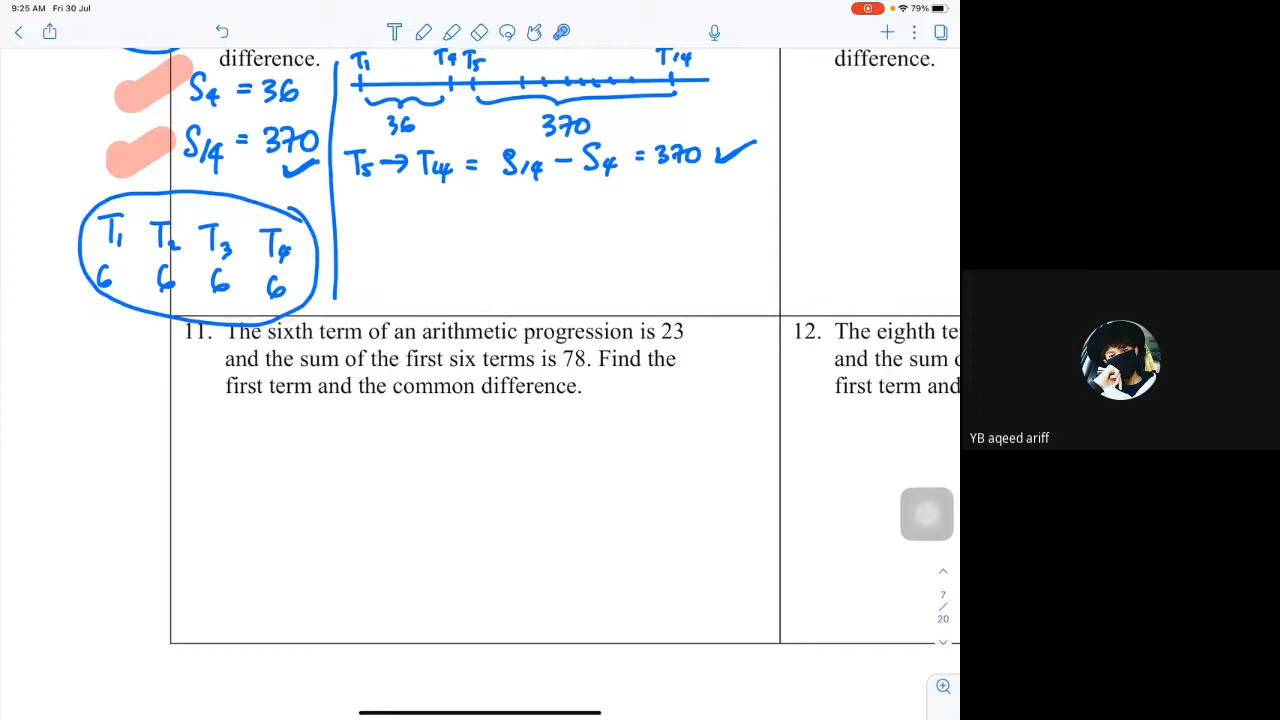 9:25 AM Fri 30 Jul
79%
difference.
S4 = 36
S14 = 370 ✓
T1 T2 T3 T4
6 6 6 6
T1 T4 T5 T14
36 370
T5 → T14 = S14 - S4 = 370 ✓
difference.
11. The sixth term of an arithmetic progression is 23
and the sum of the first six terms is 78. Find the
first term and the common difference.
12. The eighth te
and the sum o
first term and
7
/
20
YB aqeed ariff